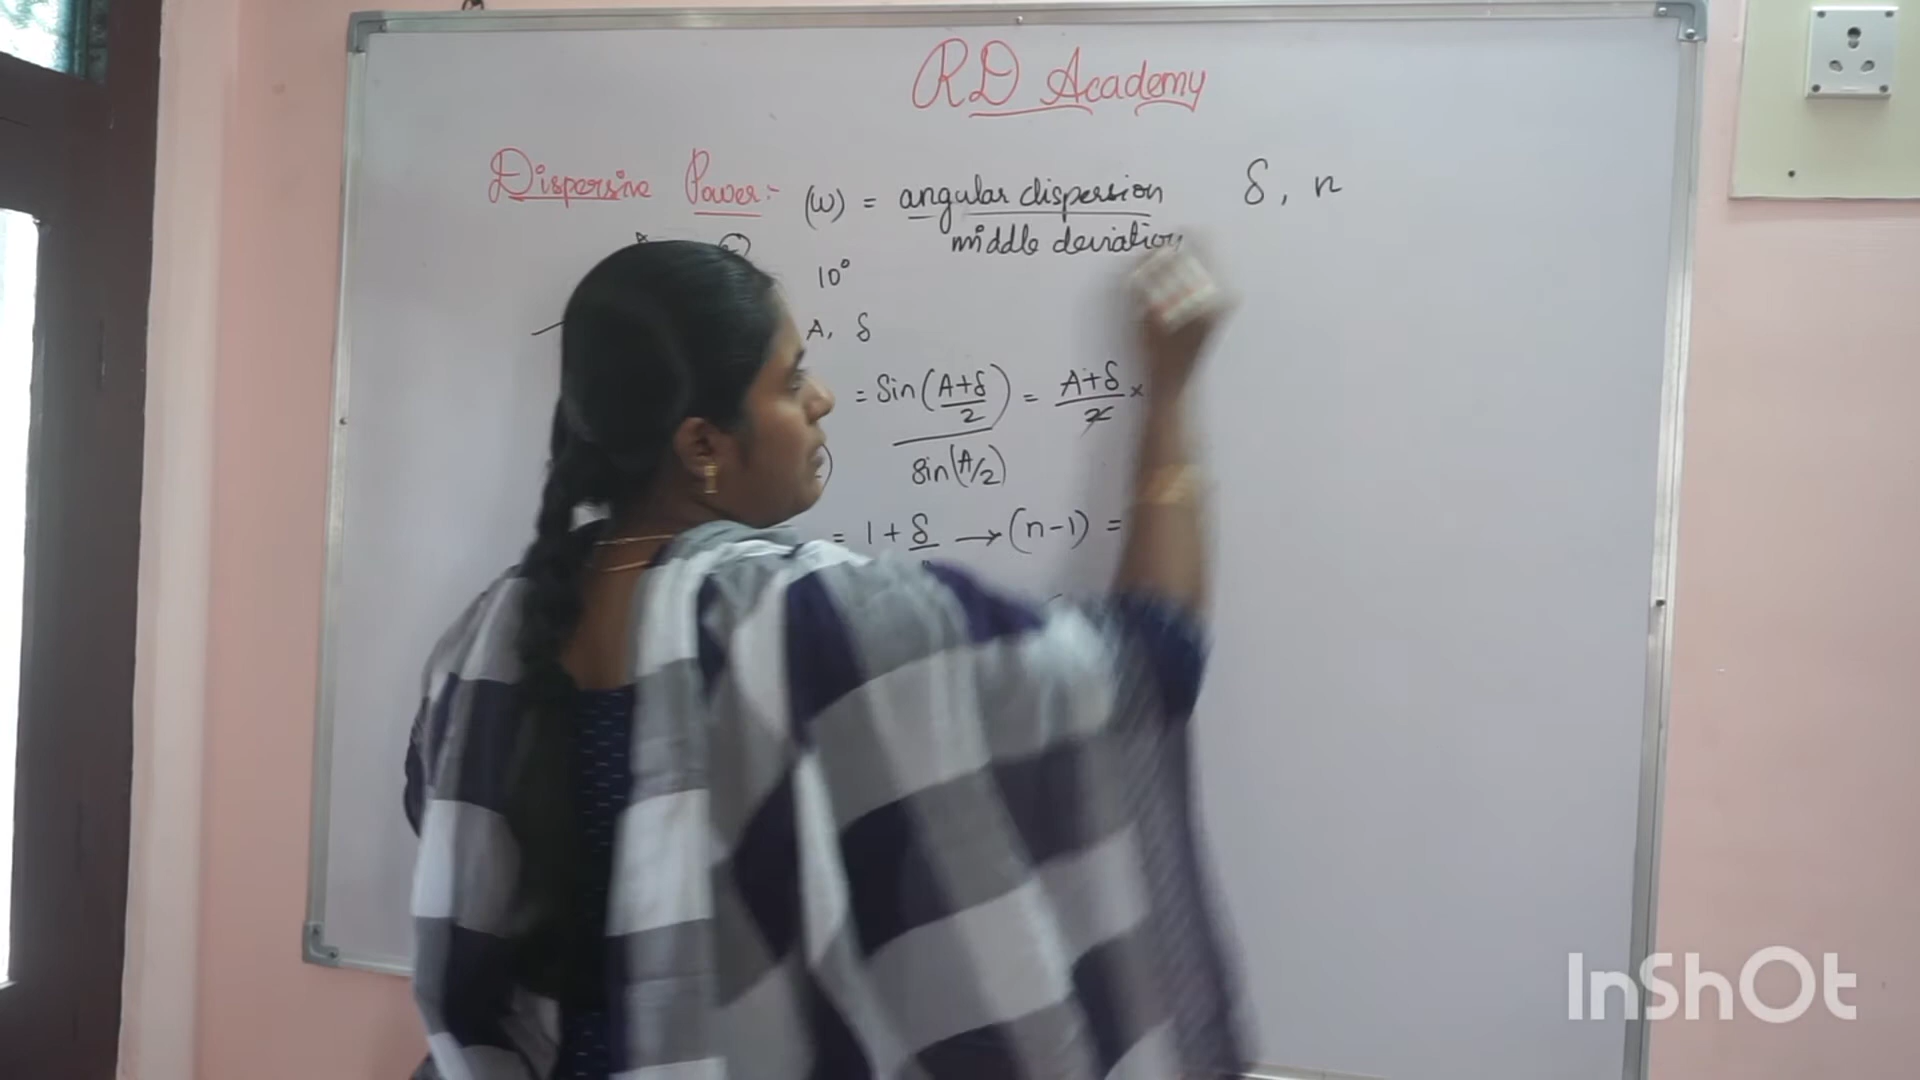 RD Academy
Dispersive Power:- (ω) = angular dispersion
middle deviation
δ, n
10°
A, δ
= Sin(A+δ/2) = A+δ/2 ×
Sin(A/2)
= 1 + δ → (n-1) =
InShOt